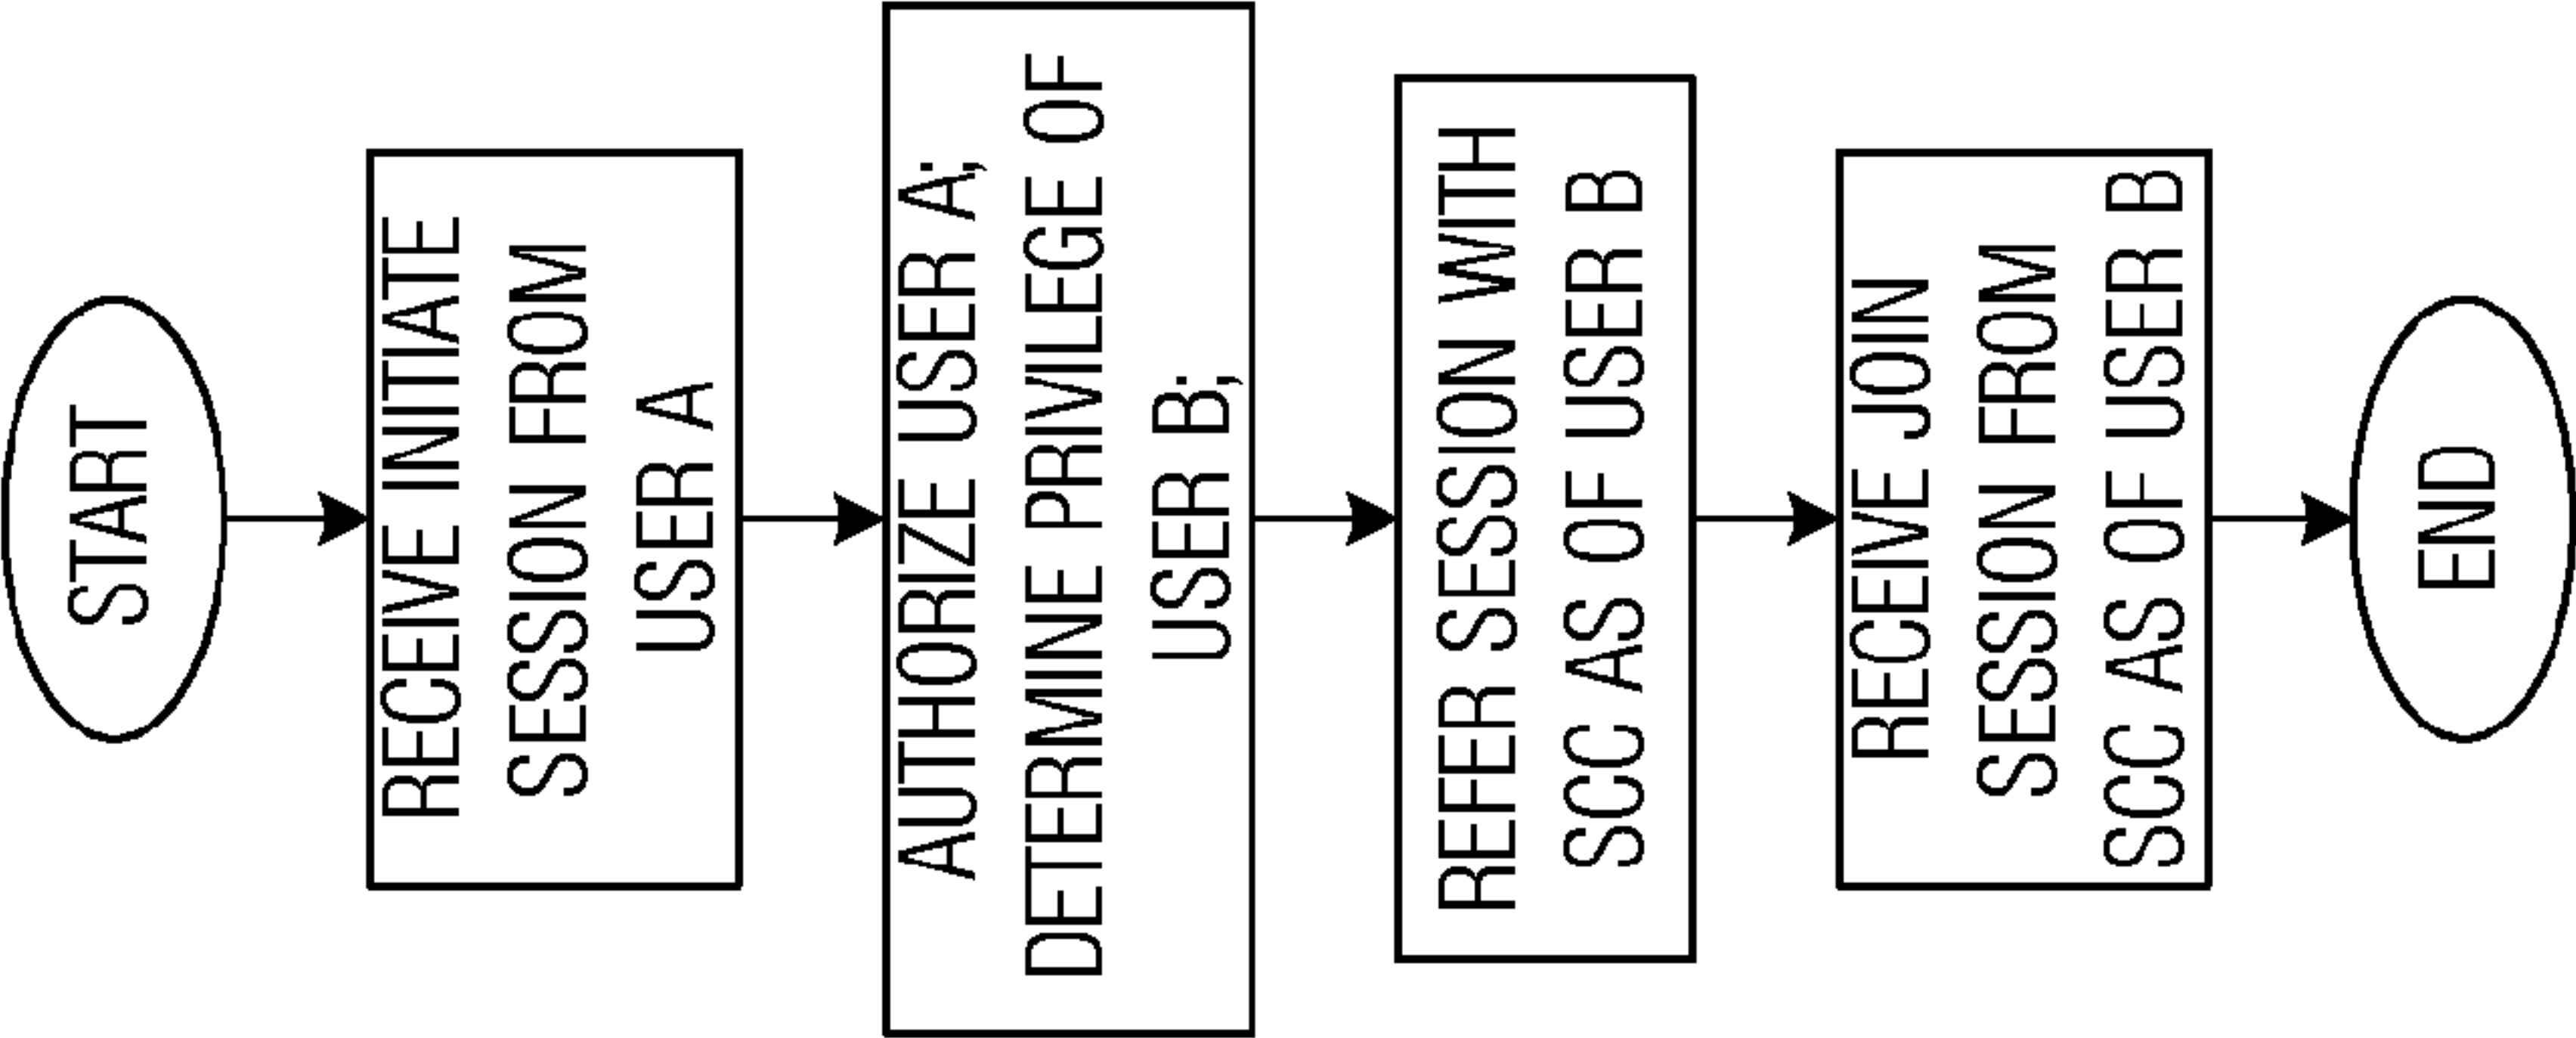 START
RECEIVE INITIATE
SESSION FROM
USER A
AUTHORIZE USER A;
DETERMINE PRIVILEGE OF
USER B;
REFER SESSION WITH
SCC AS OF USER B
RECEIVE JOIN
SESSION FROM
SCC AS OF USER B
END